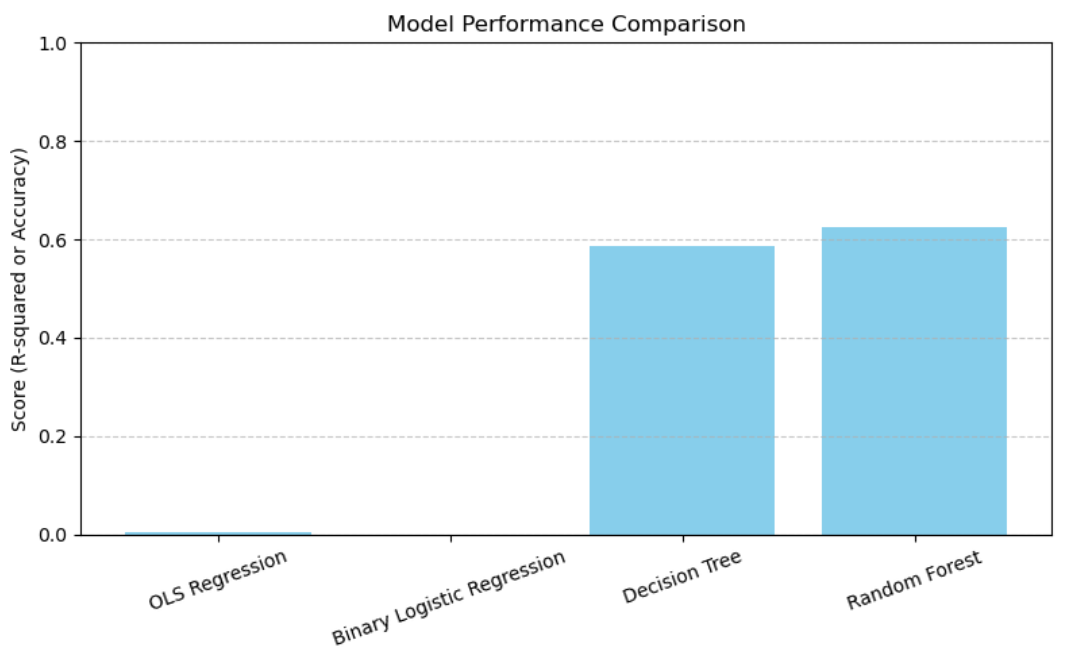 Model Performance Comparison
Score (R-squared or Accuracy)
1.0
0.8
0.6
0.4
0.2
0.0
OLS Regression
Binary Logistic Regression
Decision Tree
Random Forest